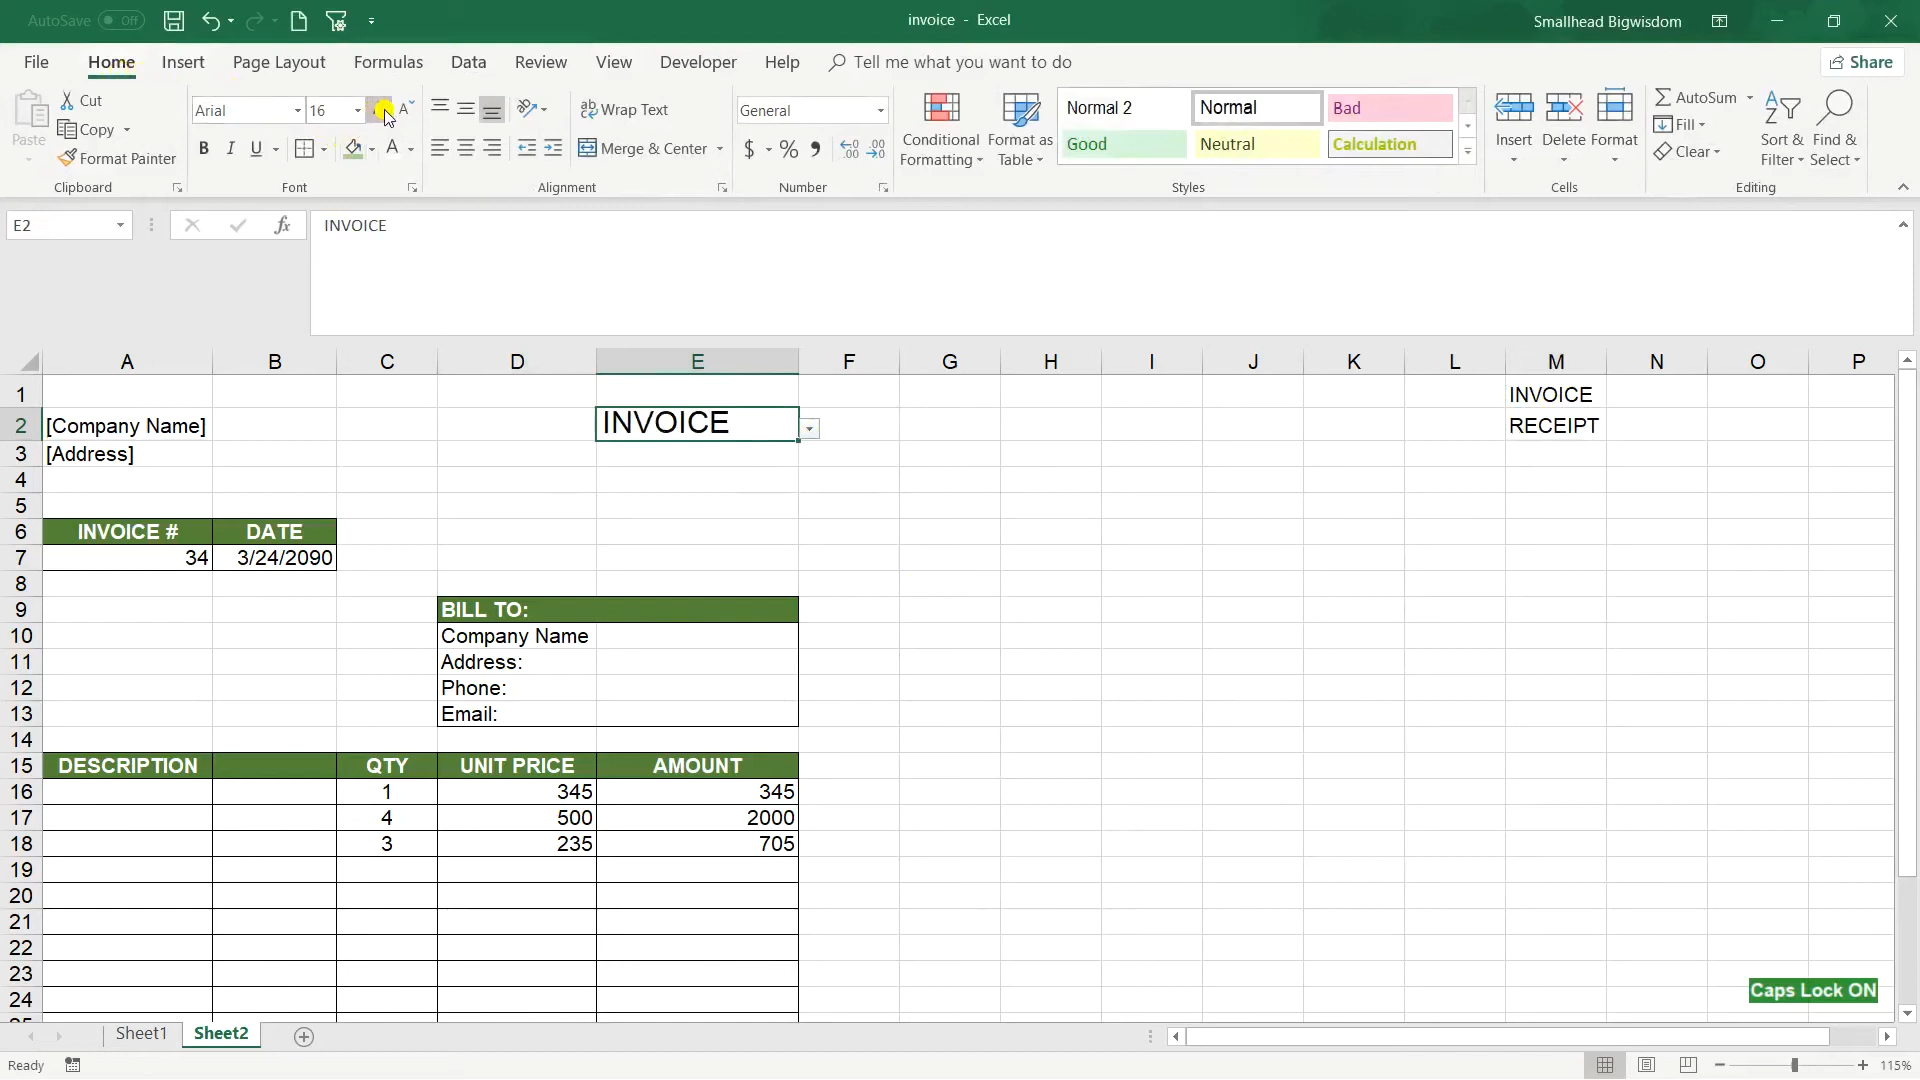 AutoSave Off invoice - Excel Smallhead Bigwisdom
File Home Insert Page Layout Formulas Data Review View Developer Help Tell me what you want to do Share
Paste Cut Arial 16 Wrap Text General Conditional Formatting Format as Table Normal 2 Normal Bad Insert Delete Format AutoSum Sort & Filter Find & Select
Copy B I U A Merge & Center $ % Good Neutral Calculation Fill
Format Painter Clear
Clipboard Font Alignment Number Styles Cells Editing
E2 fx INVOICE
A B C D E F G H I J K L M N O P
1 INVOICE
2 [Company Name] INVOICE RECEIPT
3 [Address]
4
5
6 INVOICE # DATE
7 34 3/24/2090
8
9 BILL TO:
10 Company Name
11 Address:
12 Phone:
13 Email:
14
15 DESCRIPTION QTY UNIT PRICE AMOUNT
16 1 345 345
17 4 500 2000
18 3 235 705
19
20
21
22
23
24 Caps Lock ON
Sheet1 Sheet2
Ready 115%